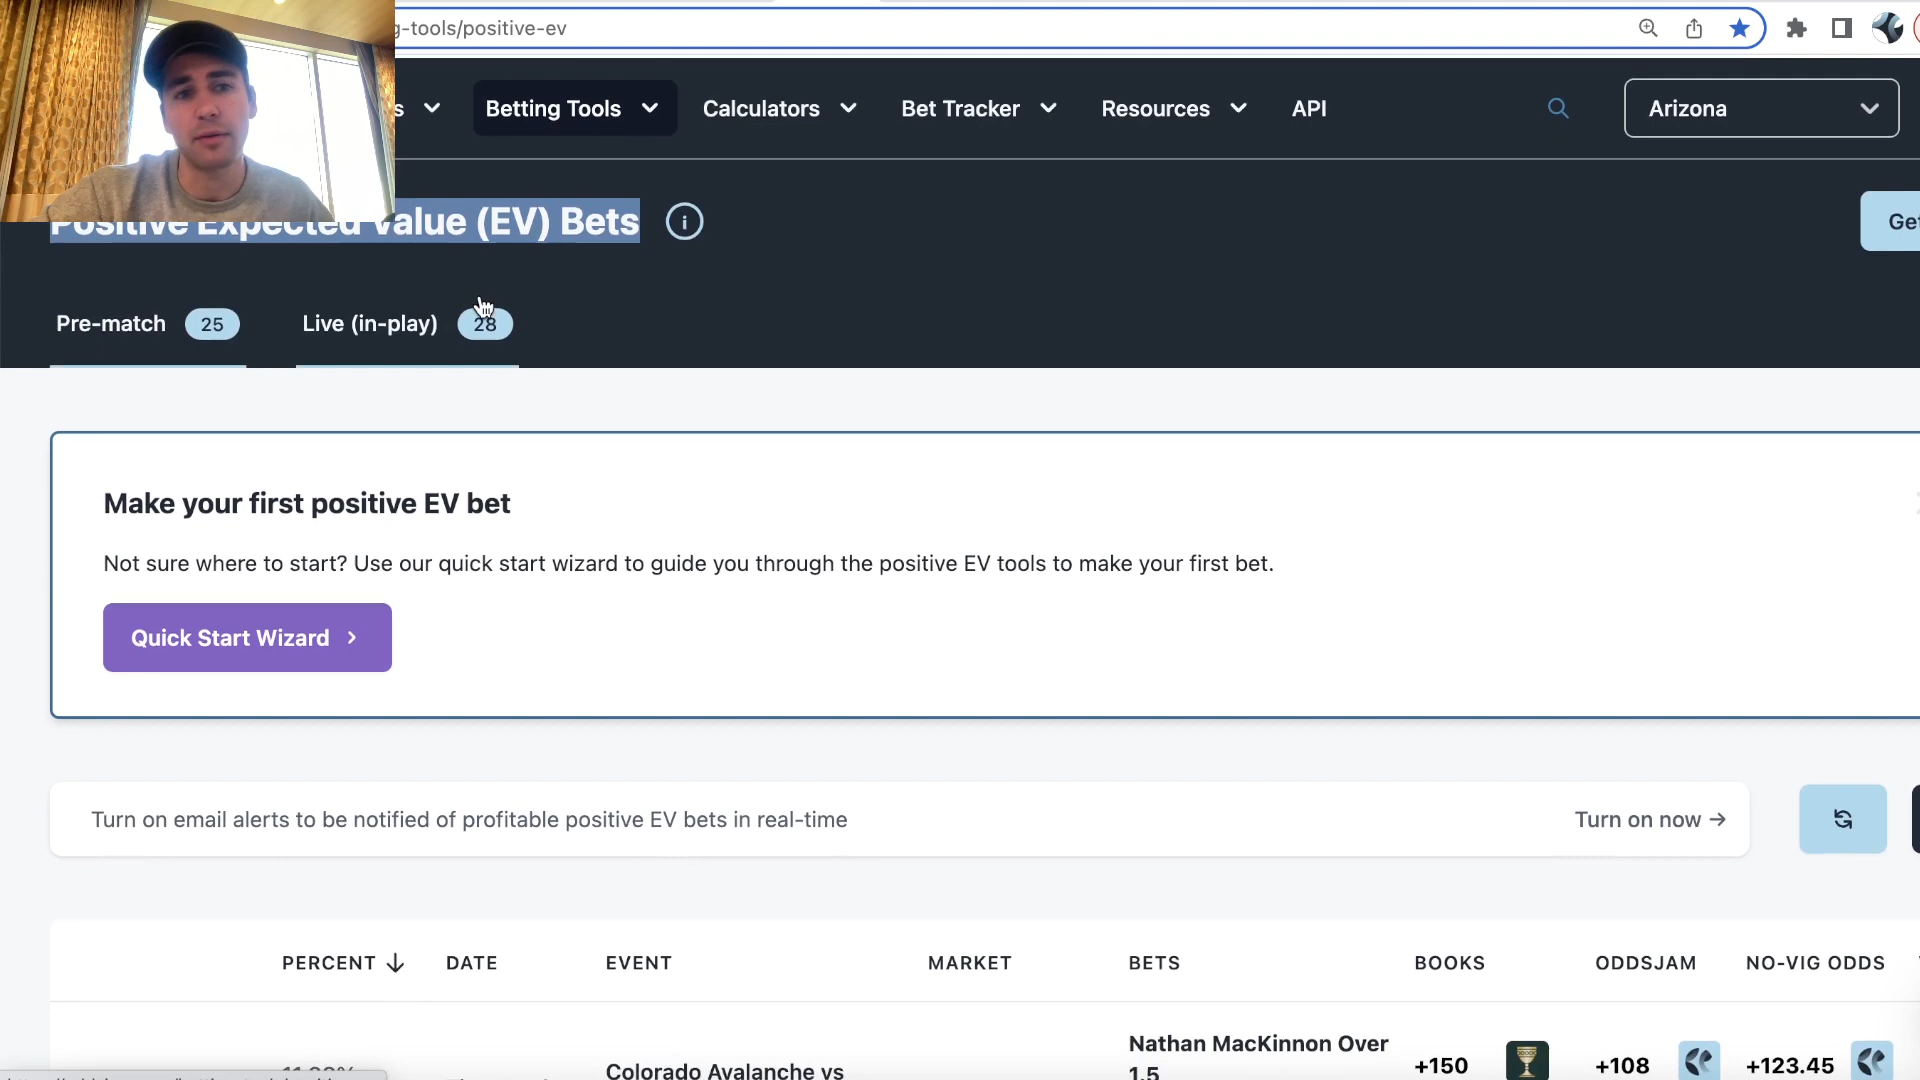 g-tools/positive-ev
s Betting Tools Calculators Bet Tracker Resources API Arizona
Positive Expected Value (EV) Bets
Get
Pre-match 25 Live (in-play) 28
Make your first positive EV bet
Not sure where to start? Use our quick start wizard to guide you through the positive EV tools to make your first bet.
Quick Start Wizard
Turn on email alerts to be notified of profitable positive EV bets in real-time Turn on now →
PERCENT ↓ DATE EVENT MARKET BETS BOOKS ODDSJAM NO-VIG ODDS
Nathan MacKinnon Over
1.5
Colorado Avalanche vs
+150 +108 +123.45